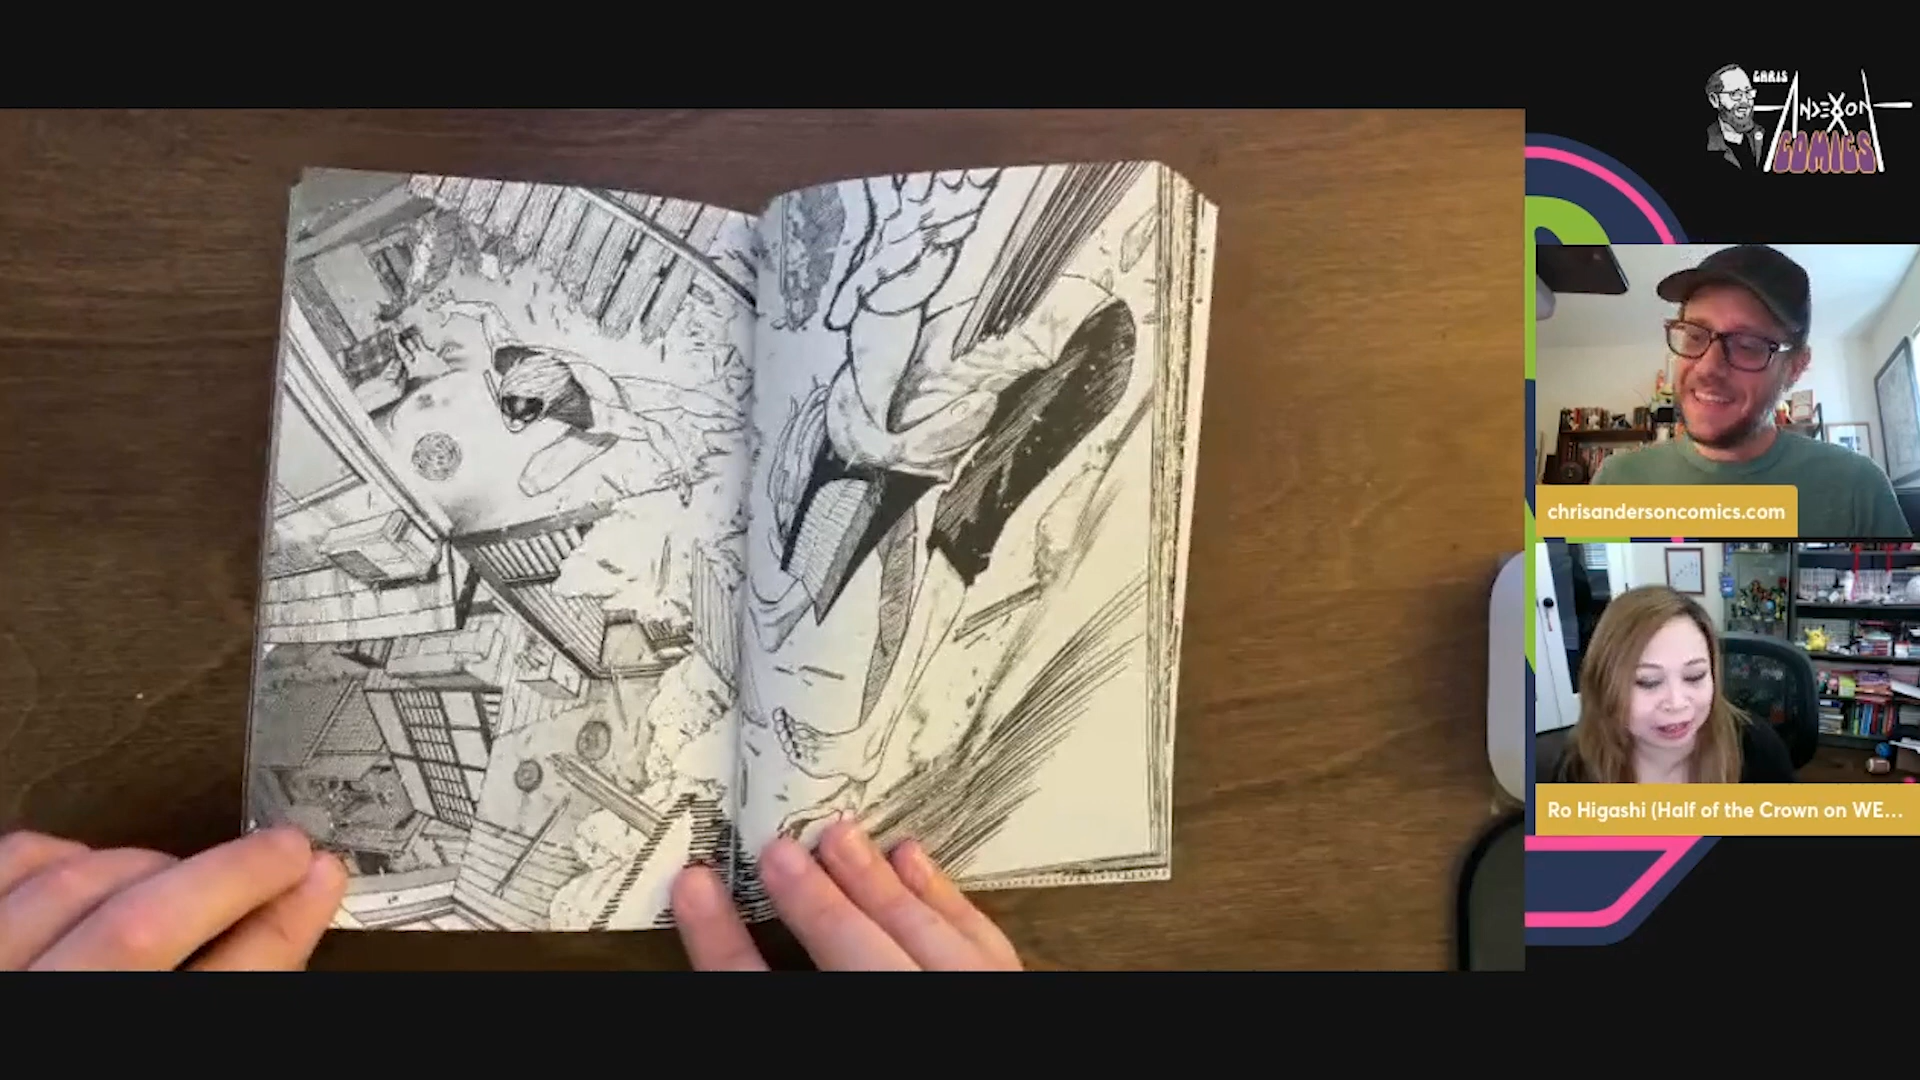 CHRIS
ANDERSON
COMICS
chrisandersoncomics.com
Ro Higashi (Half of the Crown on WE...